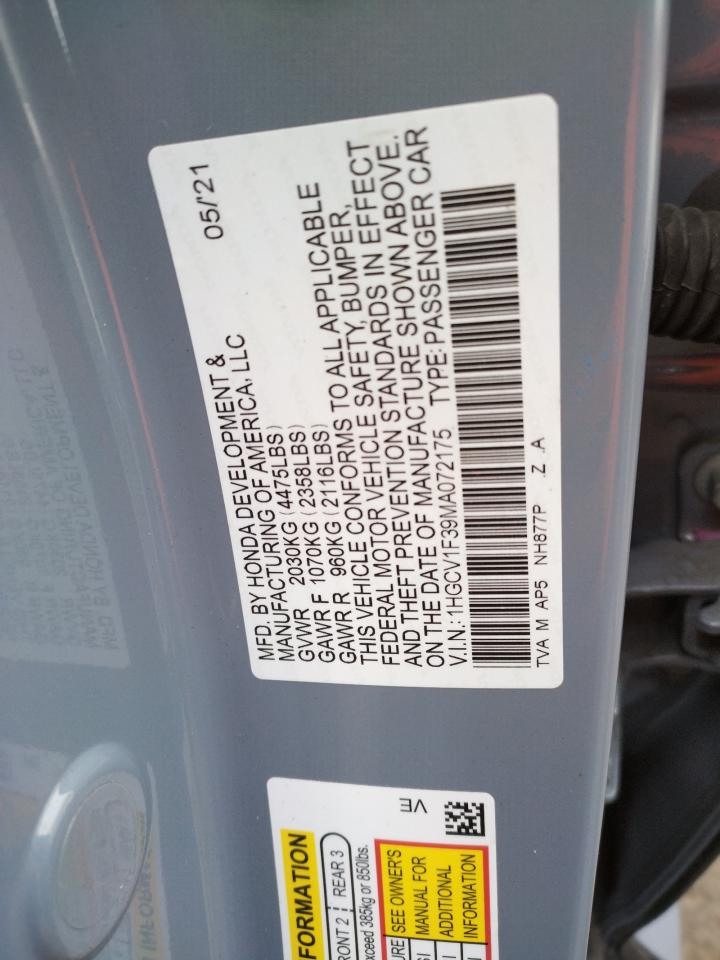 05/'21
MFD. BY HONDA DEVELOPMENT &
MANUFACTURING OF AMERICA, LLC
GVWR 2030KG (4475LBS)
GAWR F 1070KG (2358LBS)
GAWR R 960KG (2116LBS)
THIS VEHICLE CONFORMS TO ALL APPLICABLE
FEDERAL MOTOR VEHICLE SAFETY, BUMPER,
AND THEFT PREVENTION STANDARDS IN EFFECT
ON THE DATE OF MANUFACTURE SHOWN ABOVE.
V.I.N.:1HGCV1F39MA072175 TYPE:PASSENGER CAR
TVA M AP5 NH877P .Z .A
VE
FORMATION
RONT 2 REAR 3
xceed 385kg or 850lbs.
URE SEE OWNER'S
MANUAL FOR
ADDITIONAL
INFORMATION